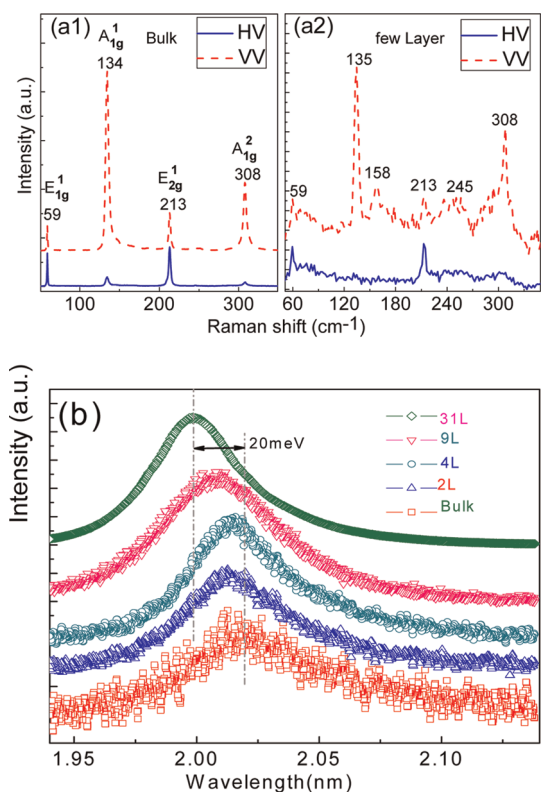 (a1)
A1g1
Bulk
HV
VV
134
E1g1
59
E2g1
213
A1g2
308
Intensity (a.u.)
100
200
300
(a2)
few Layer
HV
VV
135
59
158
213
245
308
60
120
180
240
300
Raman shift (cm-1)
(b)
20meV
31L
9L
4L
2L
Bulk
Intensity (a.u.)
1.95
2.00
2.05
2.10
Wavelength(nm)